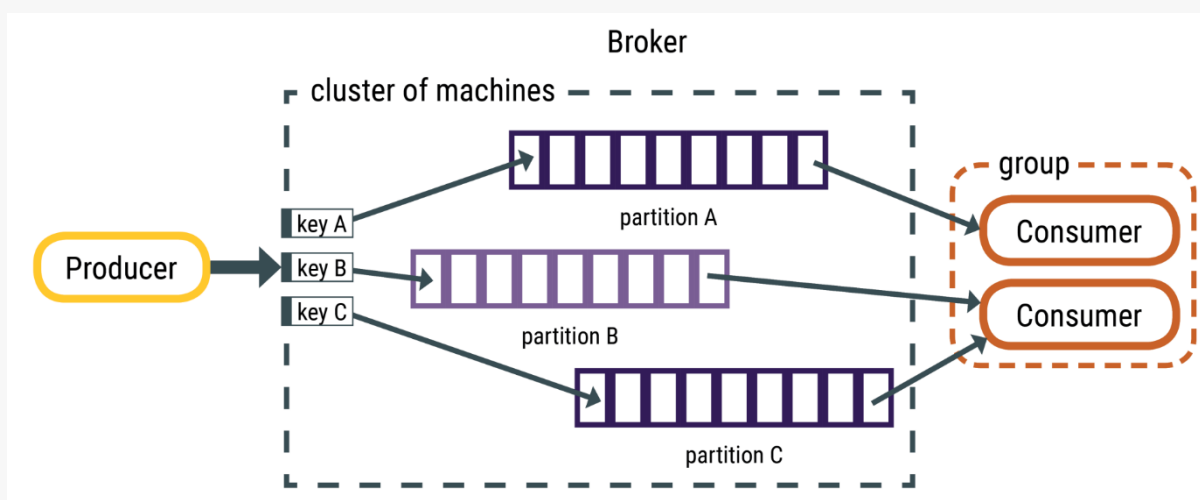 Broker
cluster of machines
group
key A
partition A
Consumer
Producer
key B
key C
Consumer
partition B
partition C